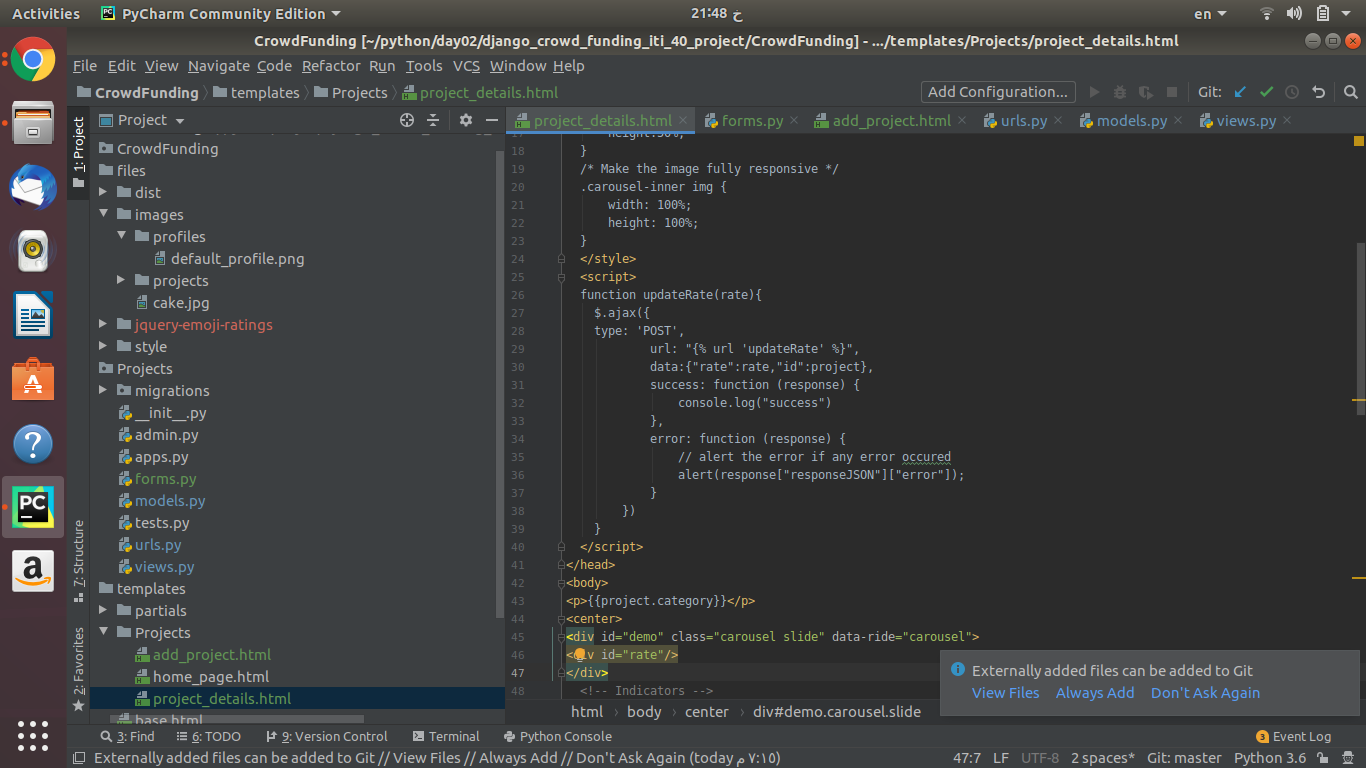 Activities PyCharm Community Edition خ 21:48 en
CrowdFunding [~/python/day02/django_crowd_funding_iti_40_project/CrowdFunding] - .../templates/Projects/project_details.html
File Edit View Navigate Code Refactor Run Tools VCS Window Help
CrowdFunding templates Projects project_details.html Add Configuration... Git:
Project project_details.html forms.py add_project.html urls.py models.py views.py
1: Project
7: Structure
2: Favorites
CrowdFunding
files
dist
images
profiles
default_profile.png
projects
cake.jpg
jquery-emoji-ratings
style
Projects
migrations
__init__.py
admin.py
apps.py
forms.py
models.py
tests.py
urls.py
views.py
templates
partials
Projects
add_project.html
home_page.html
project_details.html
base.html
18 }
19 /* Make the image fully responsive */
20 .carousel-inner img {
21 width: 100%;
22 height: 100%;
23 }
24 </style>
25 <script>
26 function updateRate(rate){
27 $.ajax({
28 type: 'POST',
29 url: "{% url 'updateRate' %}",
30 data:{"rate":rate,"id":project},
31 success: function (response) {
32 console.log("success")
33 },
34 error: function (response) {
35 // alert the error if any error occured
36 alert(response["responseJSON"]["error"]);
37 }
38 })
39 }
40 </script>
41 </head>
42 <body>
43 <p>{{project.category}}</p>
44 <center>
45 <div id="demo" class="carousel slide" data-ride="carousel">
46 <div id="rate"/>
47 </div>
48 <!-- Indicators -->
html body center div#demo.carousel.slide
Externally added files can be added to Git
View Files Always Add Don't Ask Again
3: Find 6: TODO 9: Version Control Terminal Python Console 3 Event Log
Externally added files can be added to Git // View Files // Always Add // Don't Ask Again (today م ٧:١٥) 47:7 LF UTF-8 2 spaces* Git: master Python 3.6